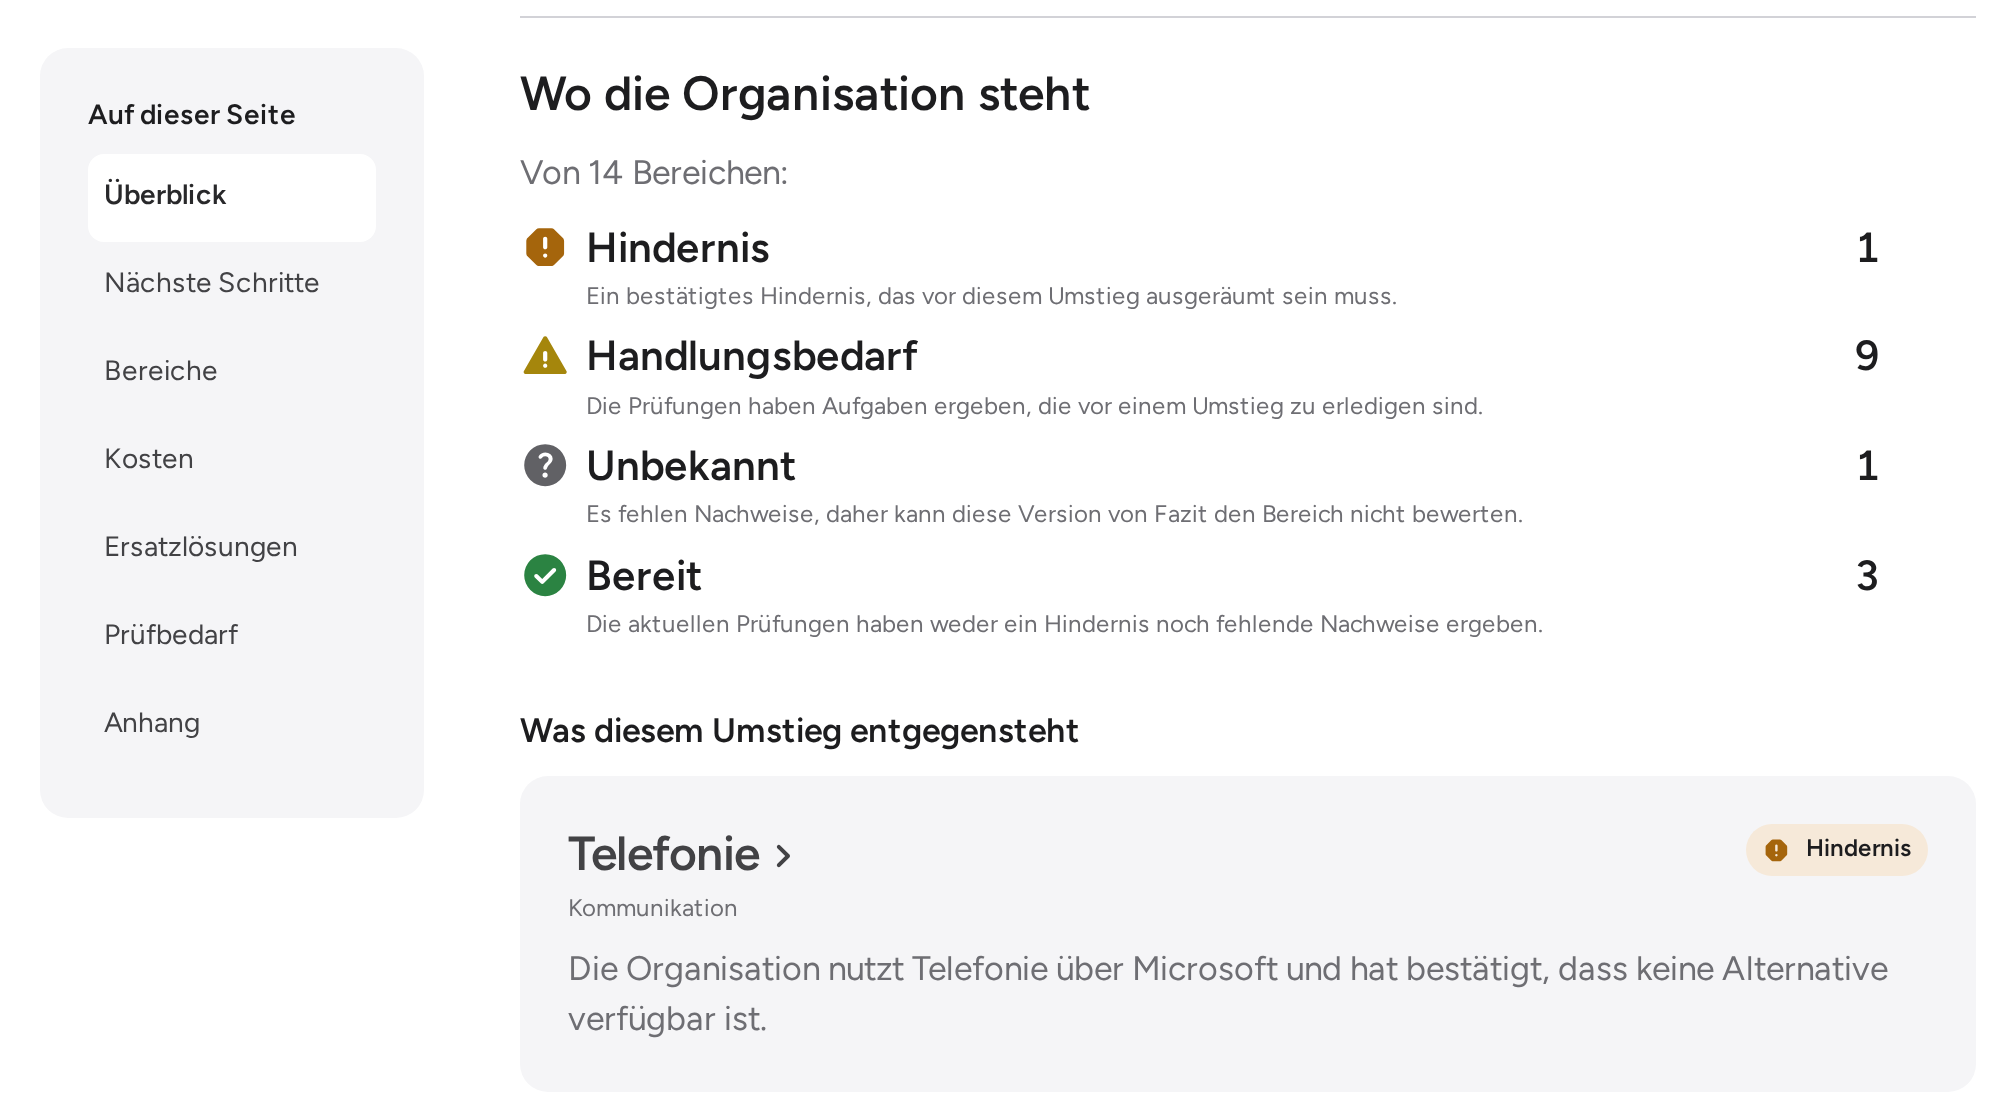 Auf dieser Seite
Überblick
Nächste Schritte
Bereiche
Kosten
Ersatzlösungen
Prüfbedarf
Anhang
Wo die Organisation steht
Von 14 Bereichen:
Hindernis 1
Ein bestätigtes Hindernis, das vor diesem Umstieg ausgeräumt sein muss.
Handlungsbedarf 9
Die Prüfungen haben Aufgaben ergeben, die vor einem Umstieg zu erledigen sind.
Unbekannt 1
Es fehlen Nachweise, daher kann diese Version von Fazit den Bereich nicht bewerten.
Bereit 3
Die aktuellen Prüfungen haben weder ein Hindernis noch fehlende Nachweise ergeben.
Was diesem Umstieg entgegensteht
Telefonie
Hindernis
Kommunikation
Die Organisation nutzt Telefonie über Microsoft und hat bestätigt, dass keine Alternative
verfügbar ist.